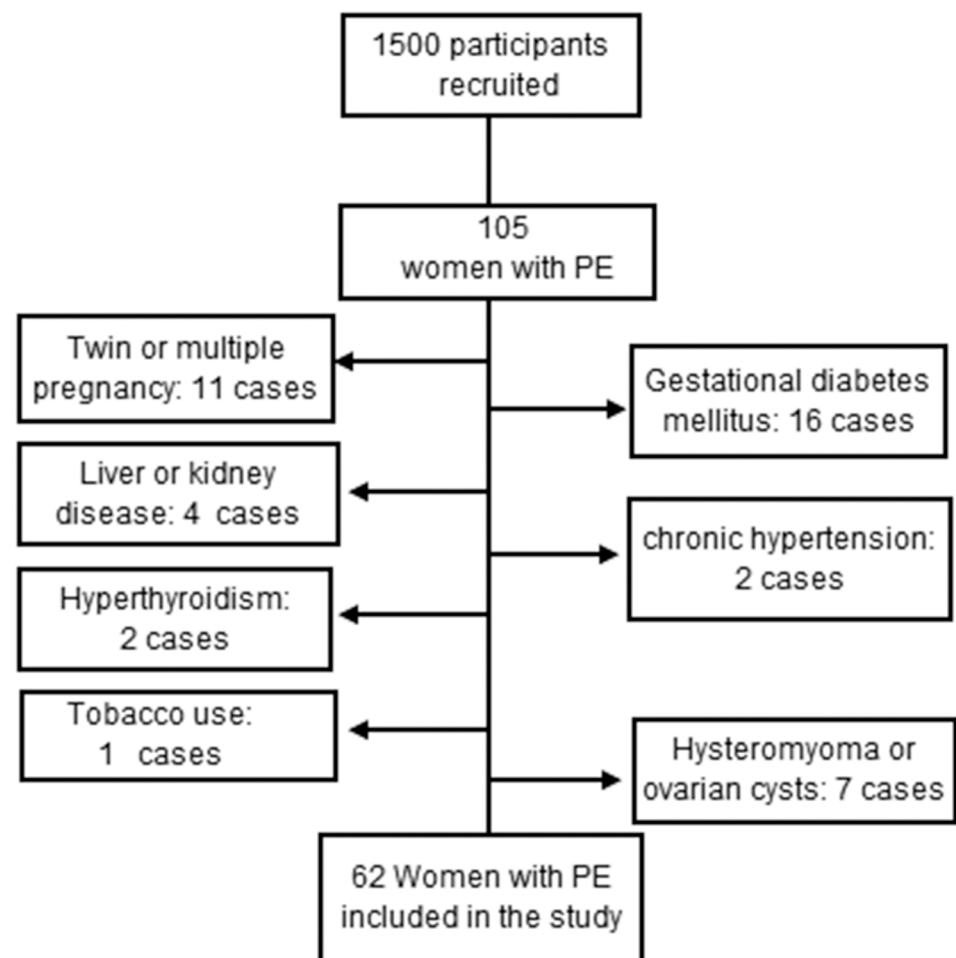 1500 participants
recruited
105
women with PE
Twin or multiple
pregnancy: 11 cases
Gestational diabetes
mellitus: 16 cases
Liver or kidney
disease: 4 cases
chronic hypertension:
2 cases
Hyperthyroidism:
2 cases
Tobacco use:
1 cases
Hysteromyoma or
ovarian cysts: 7 cases
62 Women with PE
included in the study